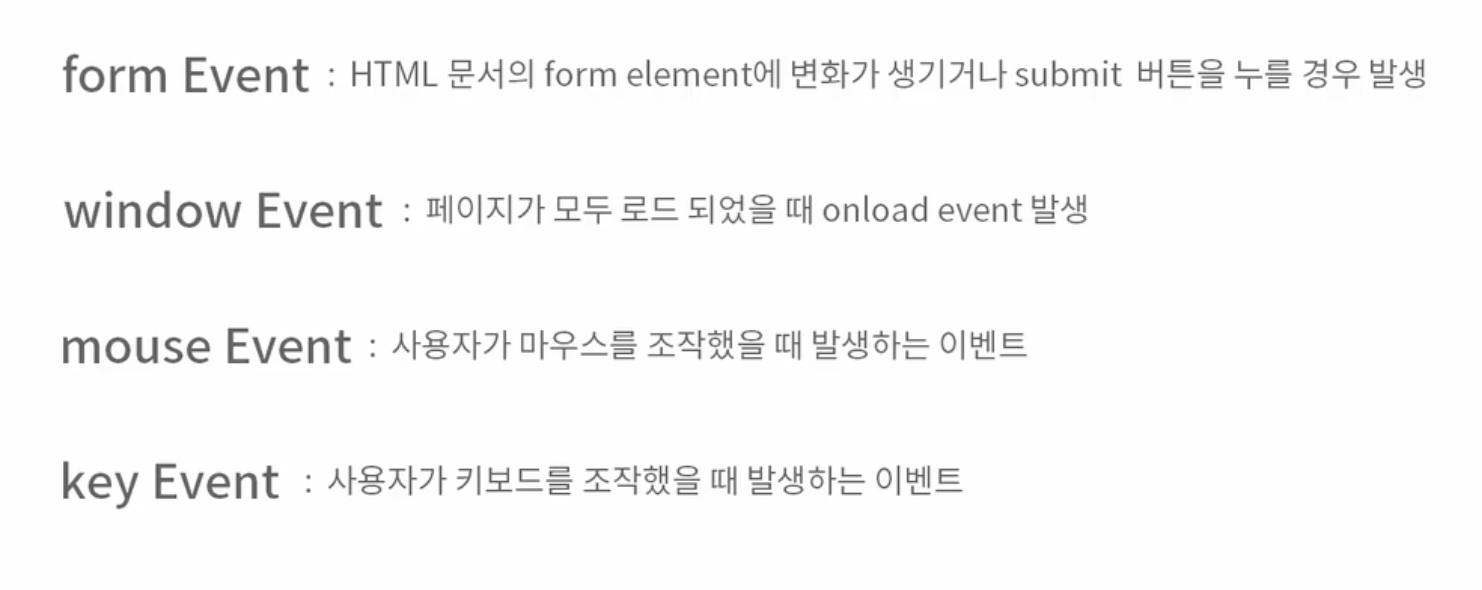 form Event : HTML 문서의 form element에 변화가 생기거나 submit 버튼을 누를 경우 발생
window Event : 페이지가 모두 로드 되었을 때 onload event 발생
mouse Event : 사용자가 마우스를 조작했을 때 발생하는 이벤트
key Event : 사용자가 키보드를 조작했을 때 발생하는 이벤트